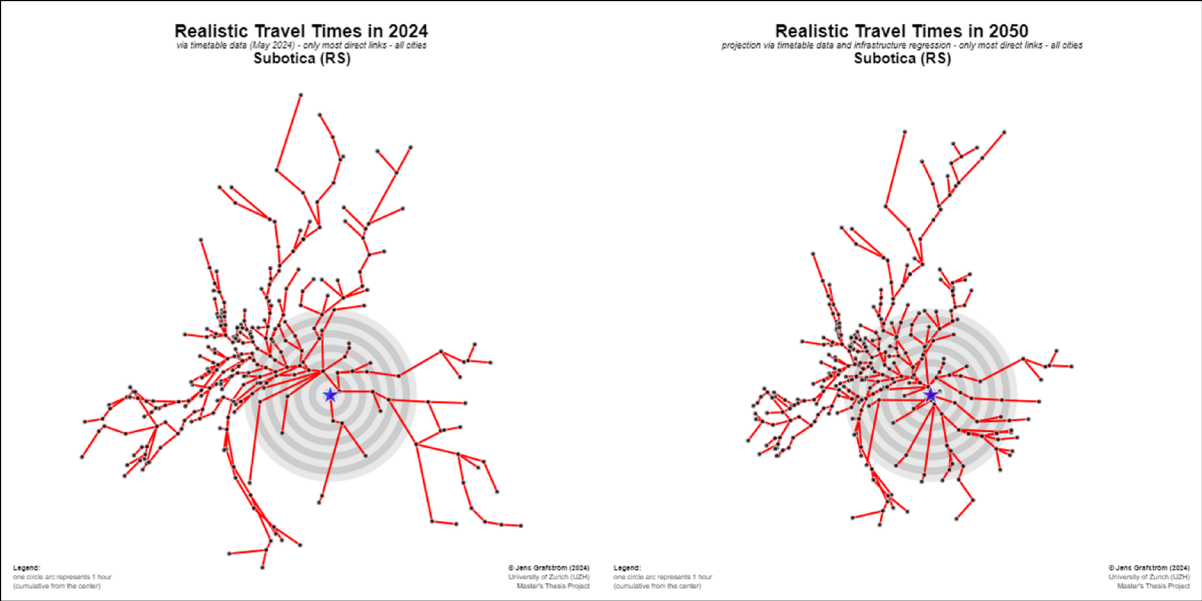 Realistic Travel Times in 2024
via timetable data (May 2024) - only most direct links - all cities
Subotica (RS)
Legend:
one circle arc represents 1 hour
(cumulative from the center)
© Jens Grafström (2024)
University of Zurich (UZH)
Master's Thesis Project
Realistic Travel Times in 2050
projection via timetable data and infrastructure regression - only most direct links - all cities
Subotica (RS)
Legend:
one circle arc represents 1 hour
(cumulative from the center)
© Jens Grafström (2024)
University of Zurich (UZH)
Master's Thesis Project